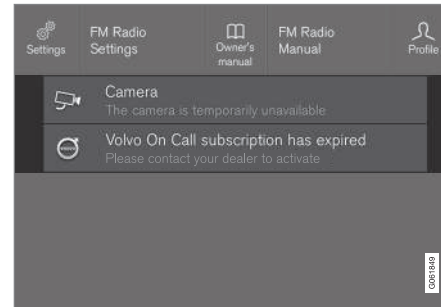 Settings
FM Radio
Settings
Owner's
manual
FM Radio
Manual
Profile
Camera
The camera is temporarily unavailable
VOLVO
Volvo On Call subscription has expired
Please contact your dealer to activate
G061849